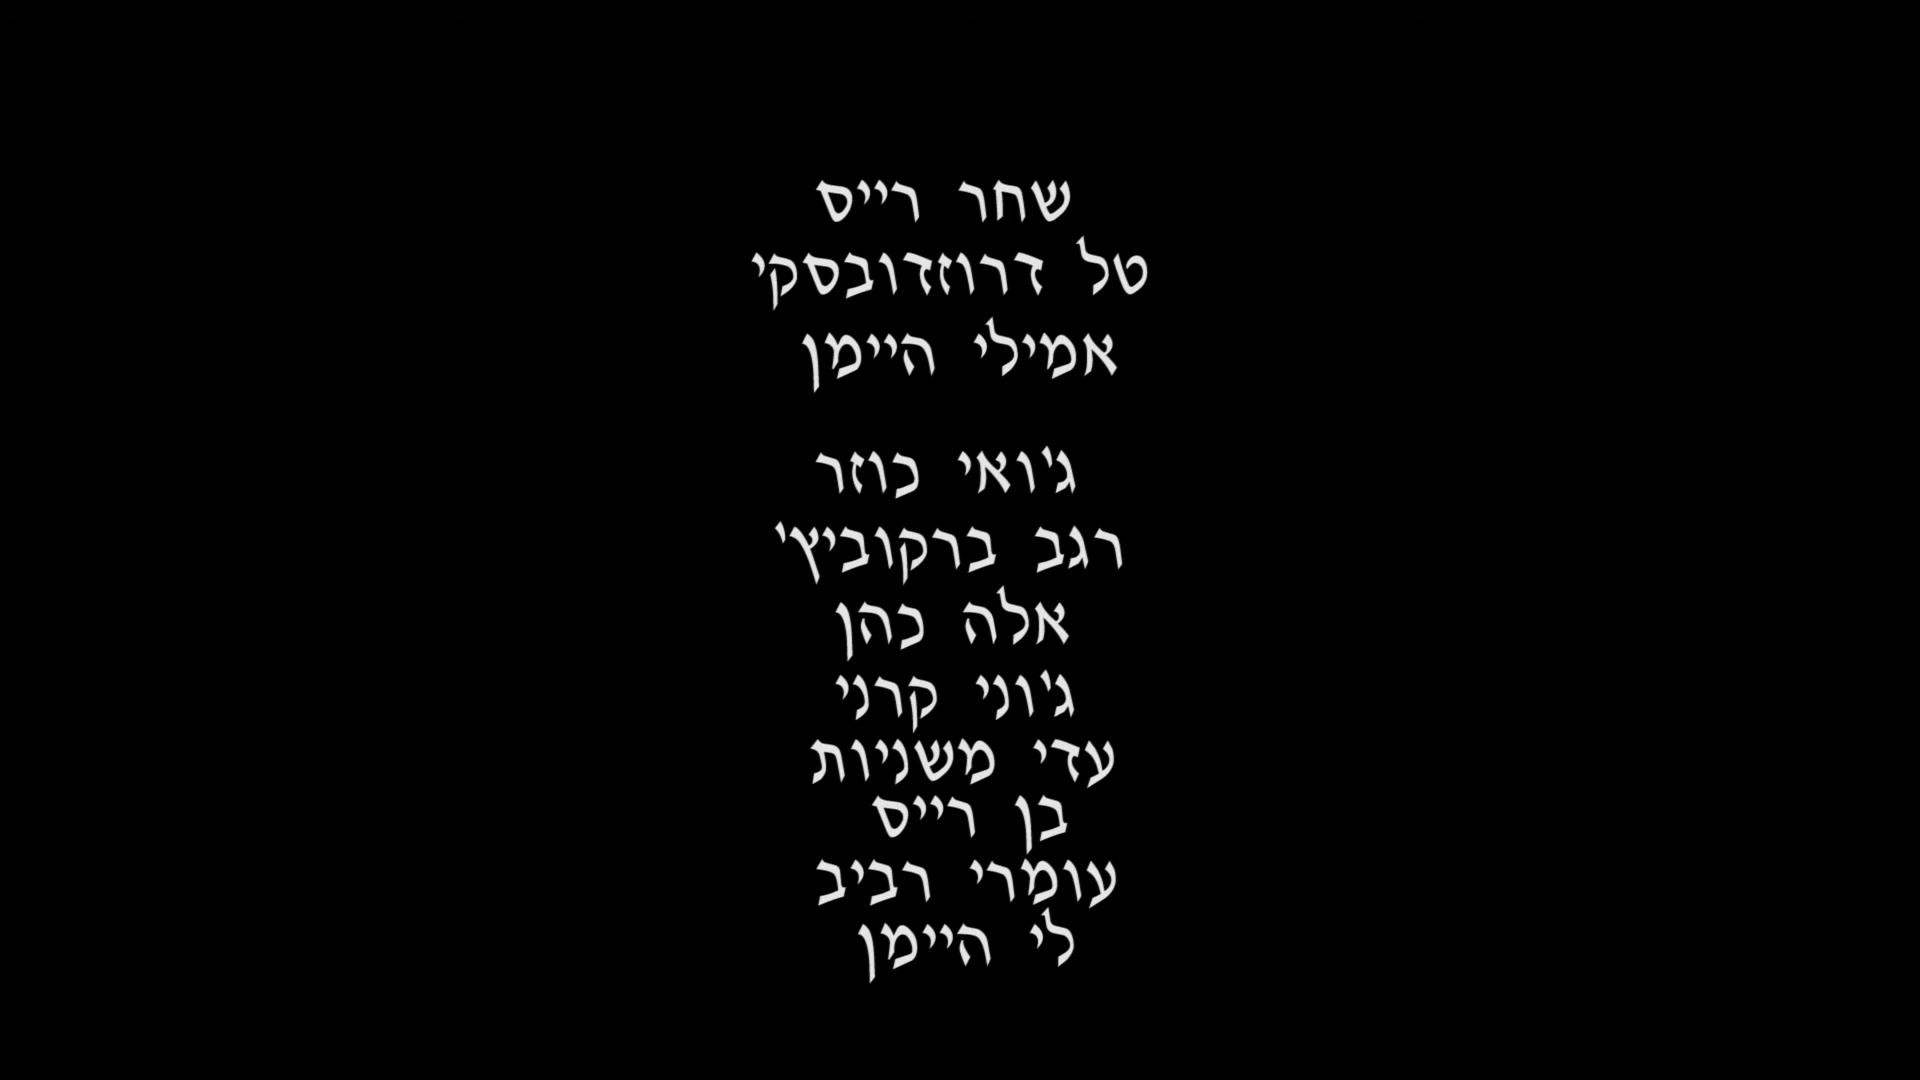 שחר רייס
טל דרוזדובסקי
אמילי היימן
ג'ואי כוזר
רגב ברקוביץ'
אלה כהן
ג'וני קרני
עדי משניות
בן רייס
עומרי רביב
לי היימן